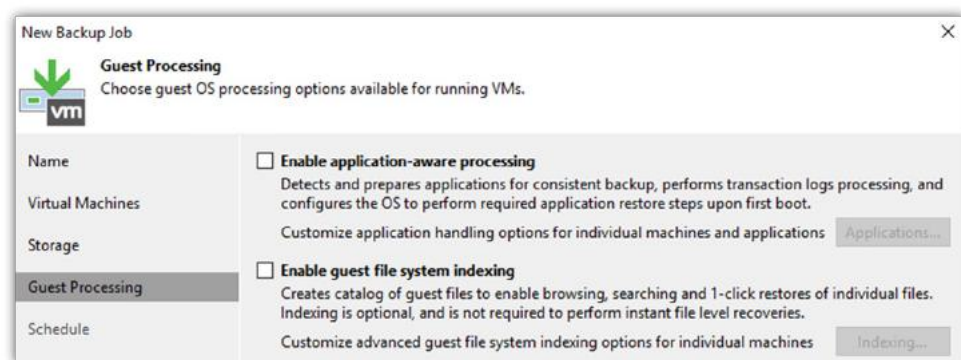 New Backup Job
Guest Processing
Choose guest OS processing options available for running VMs.
vm
Name
Virtual Machines
Storage
Guest Processing
Schedule
Enable application-aware processing
Detects and prepares applications for consistent backup, performs transaction logs processing, and
configures the OS to perform required application restore steps upon first boot.
Customize application handling options for individual machines and applications
Applications...
Enable guest file system indexing
Creates catalog of guest files to enable browsing, searching and 1-click restores of individual files.
Indexing is optional, and is not required to perform instant file level recoveries.
Customize advanced guest file system indexing options for individual machines
Indexing...